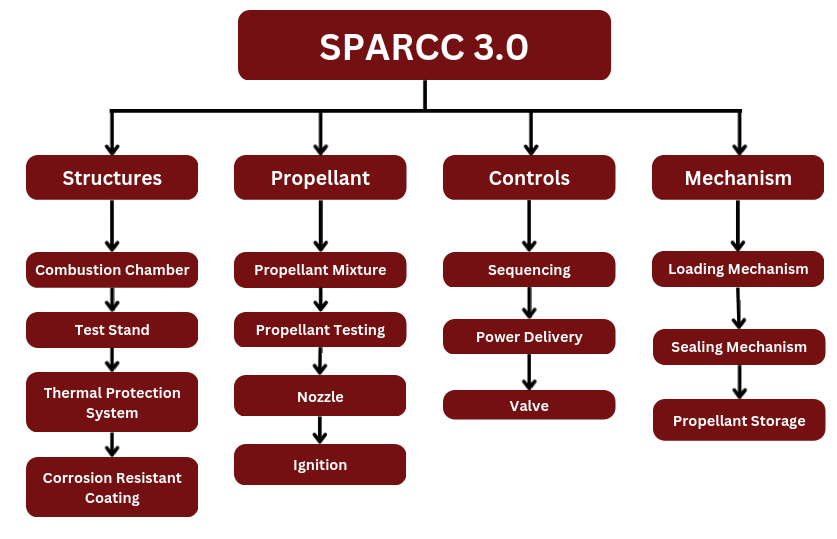 SPARCC 3.0
Structures
Propellant
Controls
Mechanism
Combustion Chamber
Propellant Mixture
Sequencing
Loading Mechanism
Test Stand
Propellant Testing
Power Delivery
Sealing Mechanism
Thermal Protection
System
Nozzle
Valve
Propellant Storage
Corrosion Resistant
Coating
Ignition